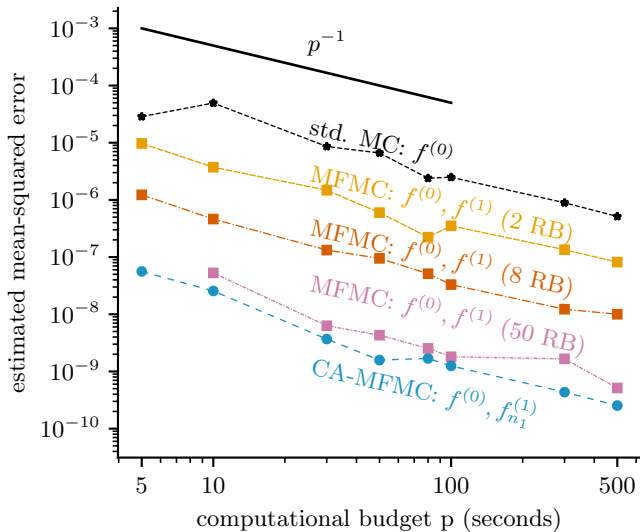 10⁻³
10⁻⁴
10⁻⁵
10⁻⁶
10⁻⁷
10⁻⁸
10⁻⁹
10⁻¹⁰
estimated mean-squared error
p⁻¹
std. MC: f⁽⁰⁾
MFMC: f⁽⁰⁾, f⁽¹⁾ (2 RB)
MFMC: f⁽⁰⁾, f⁽¹⁾ (8 RB)
MFMC: f⁽⁰⁾, f⁽¹⁾ (50 RB)
CA-MFMC: f⁽⁰⁾, f_{n_1}^{(1)}
5 10 50 100 500
computational budget p (seconds)